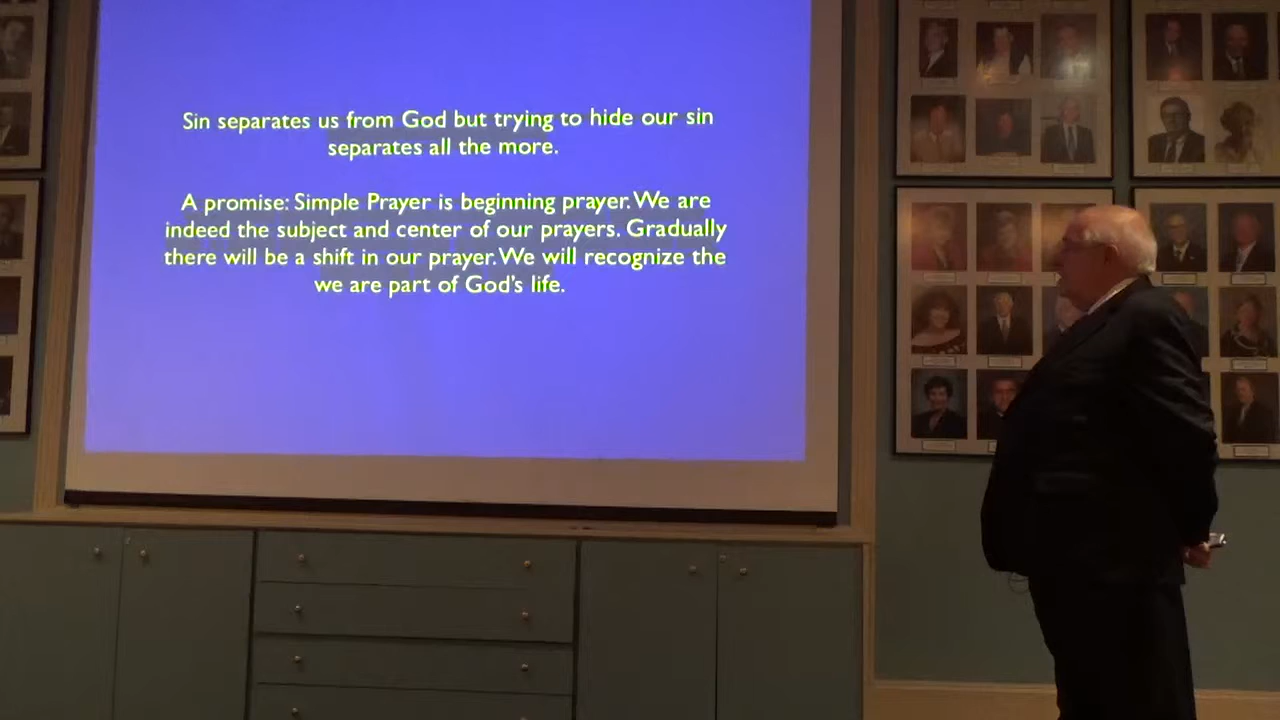 Sin separates us from God but trying to hide our sin
separates all the more.
A promise: Simple Prayer is beginning prayer. We are
indeed the subject and center of our prayers. Gradually
there will be a shift in our prayer. We will recognize the
we are part of God's life.